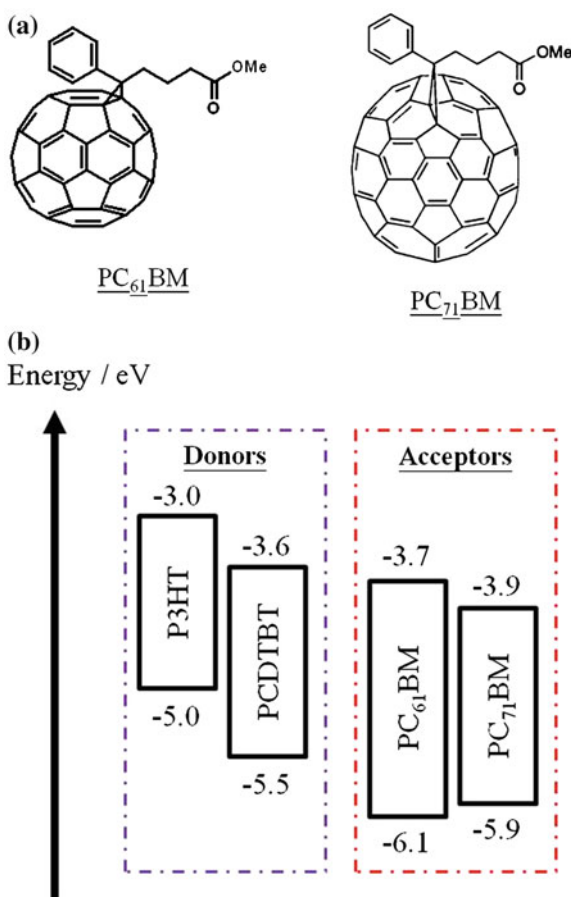 (a)
OMe
O
OMe
O
PC₆₁BM
PC₇₁BM
(b)
Energy / eV
Donors
Acceptors
-3.0
-3.6
-3.7
-3.9
P3HT
PCDTBT
PC₆₁BM
PC₇₁BM
-5.0
-5.5
-5.9
-6.1